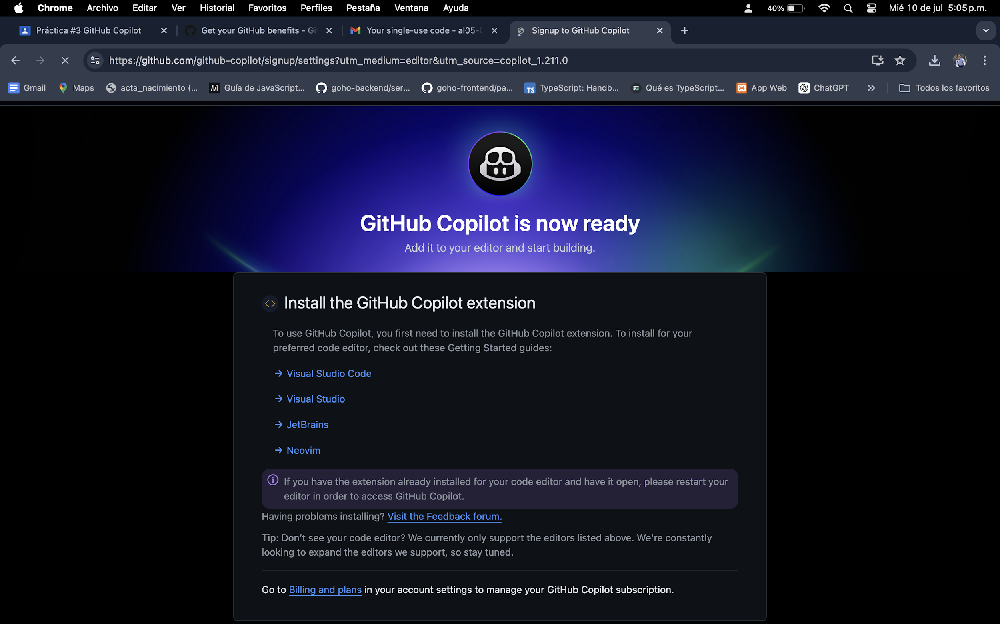 Chrome Archivo Editar Ver Historial Favoritos Perfiles Pestaña Ventana Ayuda 40% Mié 10 de jul 5:05 p.m.
Práctica #3 GitHub Copilot Get your GitHub benefits - Gi Your single-use code - al05- Signup to GitHub Copilot
https://github.com/github-copilot/signup/settings?utm_medium=editor&utm_source=copilot_1.211.0
Gmail Maps acta_nacimiento (... Guía de JavaScript... goho-backend/ser... goho-frontend/pa... TS TypeScript: Handb... Qué es TypeScript... App Web ChatGPT Todos los favoritos
GitHub Copilot is now ready
Add it to your editor and start building.
Install the GitHub Copilot extension
To use GitHub Copilot, you first need to install the GitHub Copilot extension. To install for your
preferred code editor, check out these Getting Started guides:
→ Visual Studio Code
→ Visual Studio
→ JetBrains
→ Neovim
If you have the extension already installed for your code editor and have it open, please restart your
editor in order to access GitHub Copilot.
Having problems installing? Visit the Feedback forum.
Tip: Don’t see your code editor? We currently only support the editors listed above. We’re constantly
looking to expand the editors we support, so stay tuned.
Go to Billing and plans in your account settings to manage your GitHub Copilot subscription.